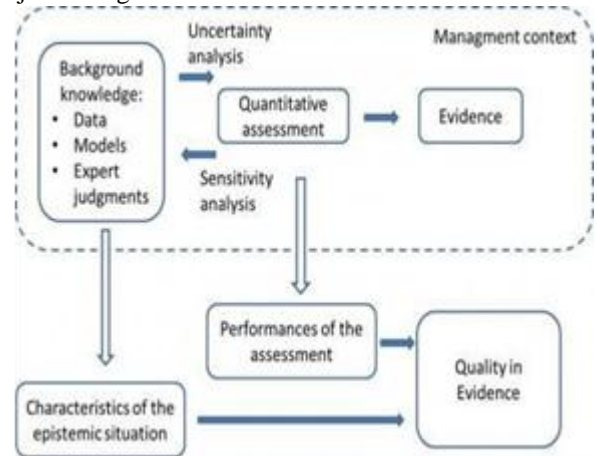 Uncertainty
analysis
Managment context
Background
knowledge:
• Data
• Models
• Expert
judgments
Quantitative
assessment
Evidence
Sensitivity
analysis
Performances of the
assessment
Quality in
Evidence
Characteristics of the
epistemic situation